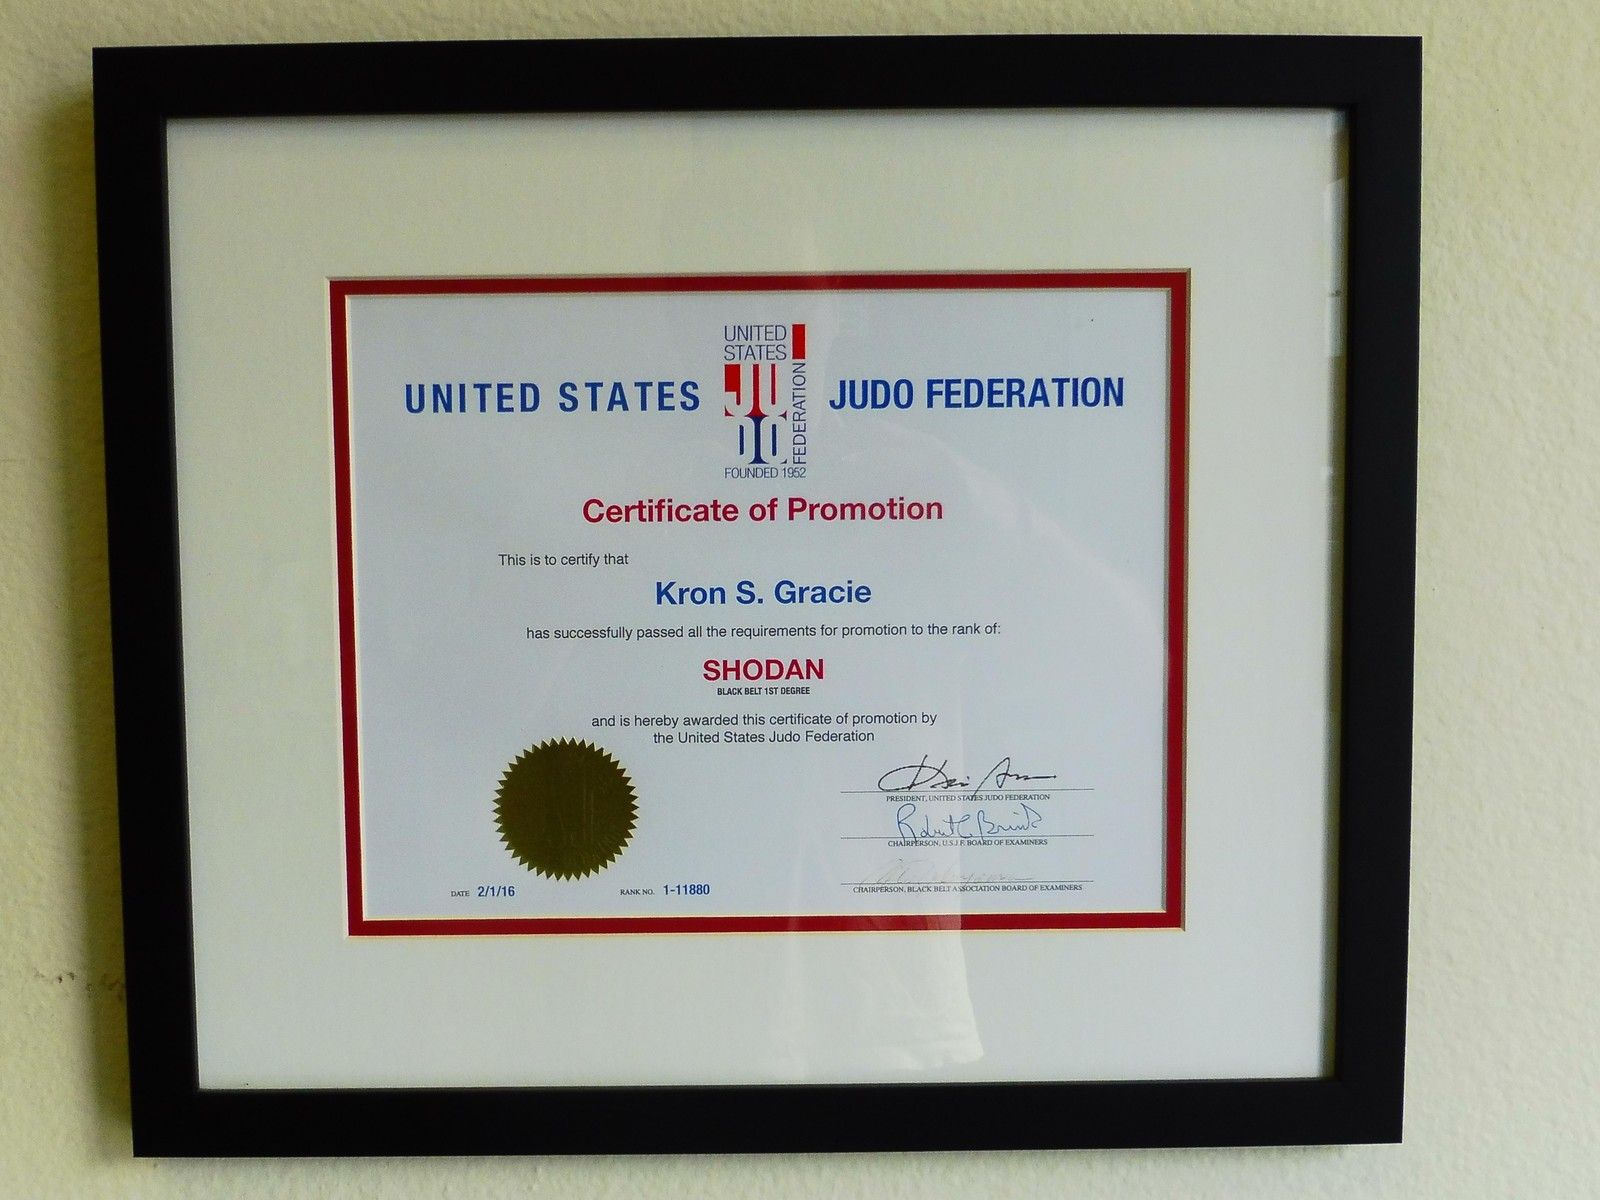 UNITED STATES
JUDO
FEDERATION
FOUNDED 1952
UNITED STATES JUDO FEDERATION
Certificate of Promotion
This is to certify that
Kron S. Gracie
has successfully passed all the requirements for promotion to the rank of:
SHODAN
BLACK BELT 1ST DEGREE
and is hereby awarded this certificate of promotion by
the United States Judo Federation
PRESIDENT, UNITED STATES JUDO FEDERATION
CHAIRPERSON, U.S.J.F. BOARD OF EXAMINERS
CHAIRPERSON, BLACK BELT ASSOCIATION BOARD OF EXAMINERS
DATE 2/1/16 RANK NO. 1-11880